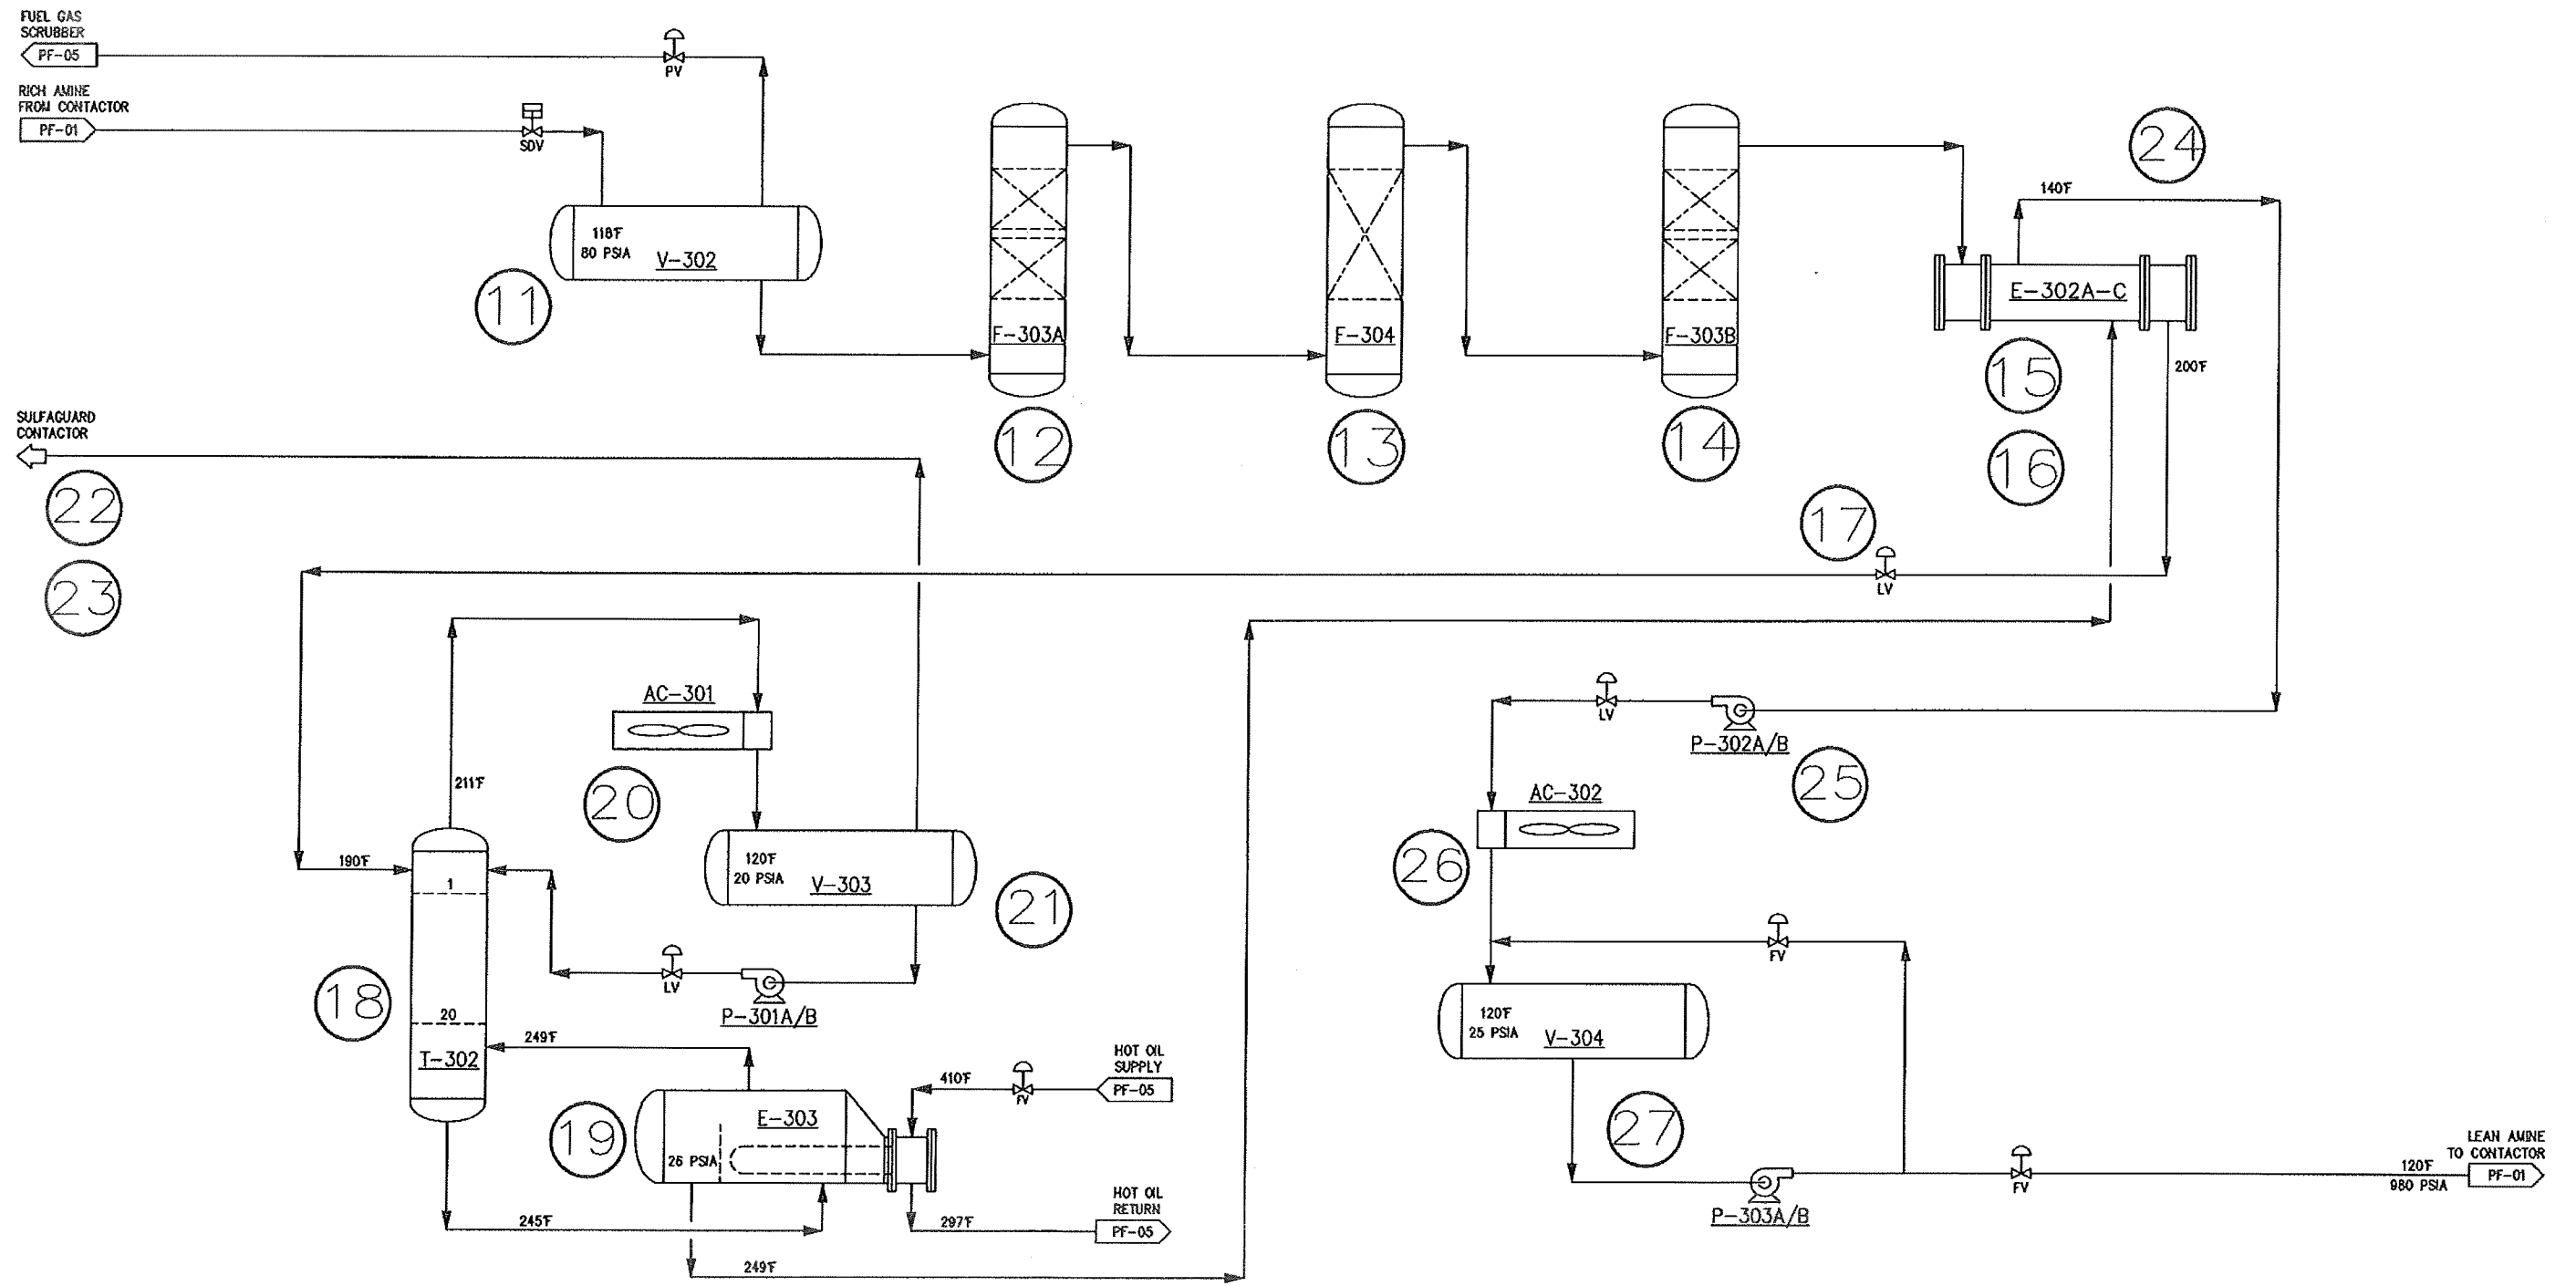 FUEL GAS
SCRUBBER
PF-05
PV
RICH AMINE
FROM CONTACTOR
PF-01
SDV
118°F
80 PSIA
V-302
11
F-303A
12
F-304
13
F-303B
14
24
140°F
E-302A-C
15
16
200°F
SULFAGUARD
CONTACTOR
22
23
17
LV
AC-301
20
211°F
190°F
1
20
T-302
18
120°F
20 PSIA
V-303
21
LV
P-301A/B
249°F
E-303
26 PSIA
19
245°F
249°F
410°F
FV
HOT OIL
SUPPLY
PF-05
HOT OIL
RETURN
297°F
PF-05
LV
P-302A/B
25
AC-302
26
FV
120°F
25 PSIA
V-304
27
P-303A/B
FV
LEAN AMINE
TO CONTACTOR
120°F
980 PSIA
PF-01